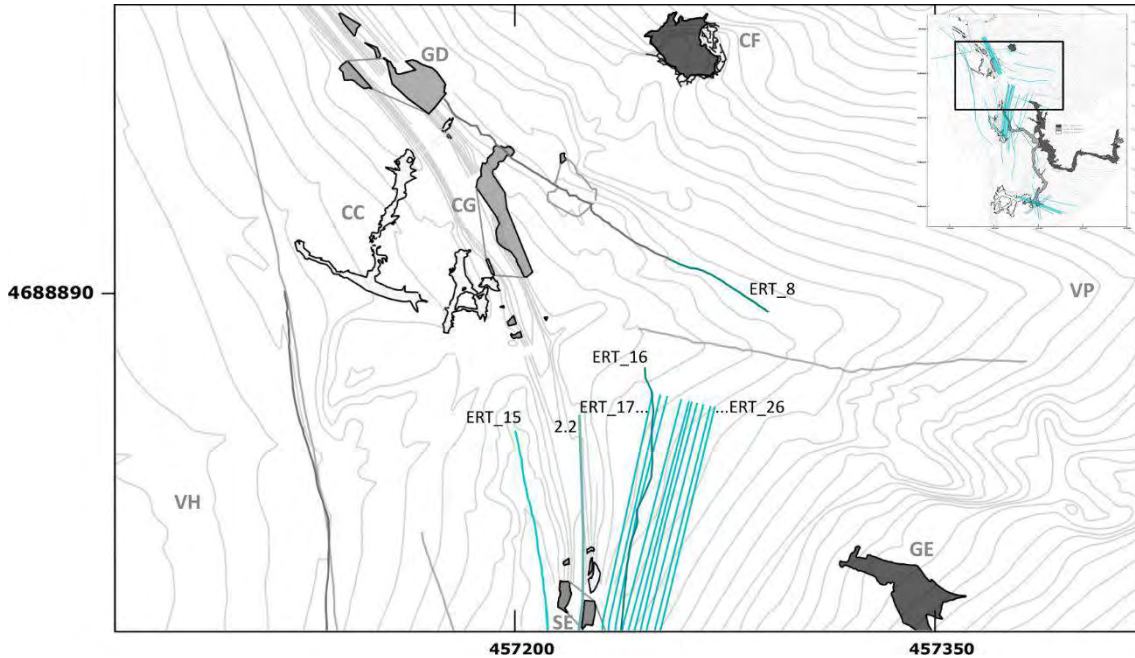 GD
CF
CC
CG
4688890
ERT_8
VP
ERT_16
ERT_15
2.2
ERT_17...
...ERT_26
VH
GE
SE
457200
457350